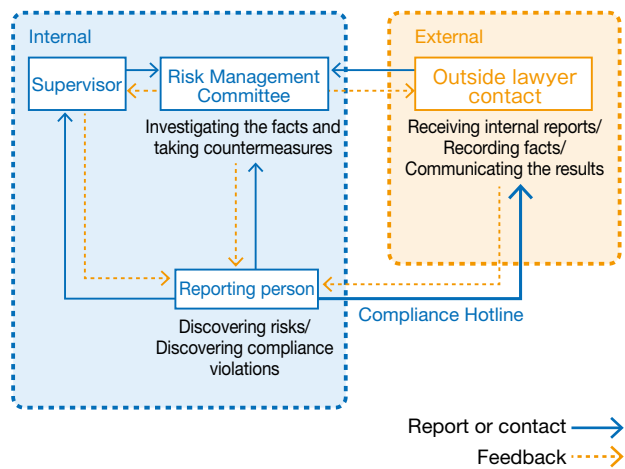 Internal
External
Supervisor
Risk Management
Committee
Outside lawyer
contact
Investigating the facts and
taking countermeasures
Receiving internal reports/
Recording facts/
Communicating the results
Reporting person
Compliance Hotline
Discovering risks/
Discovering compliance
violations
Report or contact
Feedback